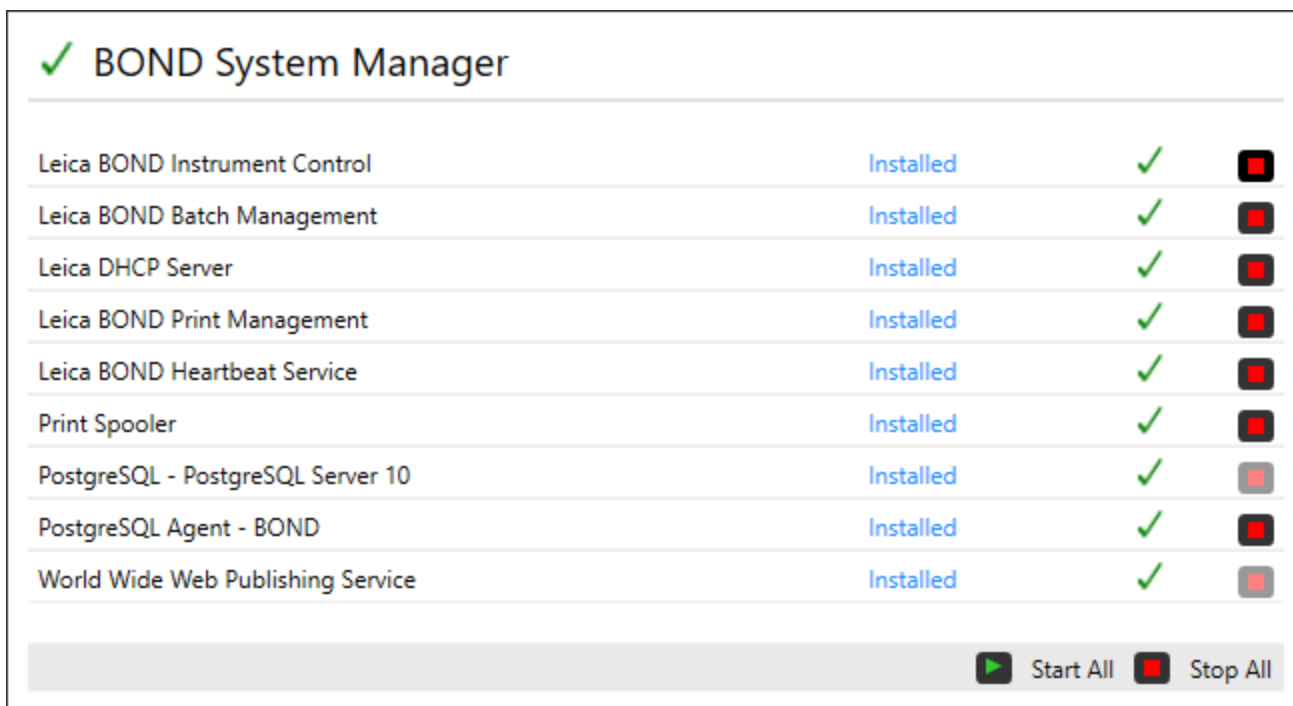 BOND System Manager
Leica BOND Instrument Control Installed
Leica BOND Batch Management Installed
Leica DHCP Server Installed
Leica BOND Print Management Installed
Leica BOND Heartbeat Service Installed
Print Spooler Installed
PostgreSQL - PostgreSQL Server 10 Installed
PostgreSQL Agent - BOND Installed
World Wide Web Publishing Service Installed
Start All Stop All